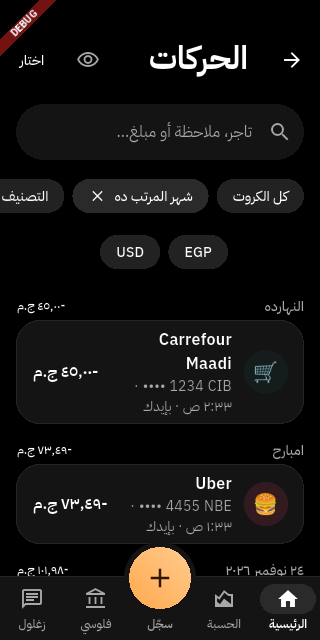 DEBUG
الحركات
اختار
تاجر، ملاحظة أو مبلغ...
كل الكروت
شهر المرتب ده
التصنيف
EGP
USD
النهارده
-٤٥,٠٠ ج.م
Carrefour
Maadi
-٤٥,٠٠ ج.م
· •••• 1234 CIB
٢:٣٣ ص · بإيدك
امبارح
-٧٣,٤٩ ج.م
Uber
-٧٣,٤٩ ج.م
· •••• 4455 NBE
١:٣٣ ص · بإيدك
٢٤ نوفمبر ٢٠٢٦
-١٠١,٩٨ ج.م
الرئيسية
الحسبة
سجّل
فلوسي
زغلول